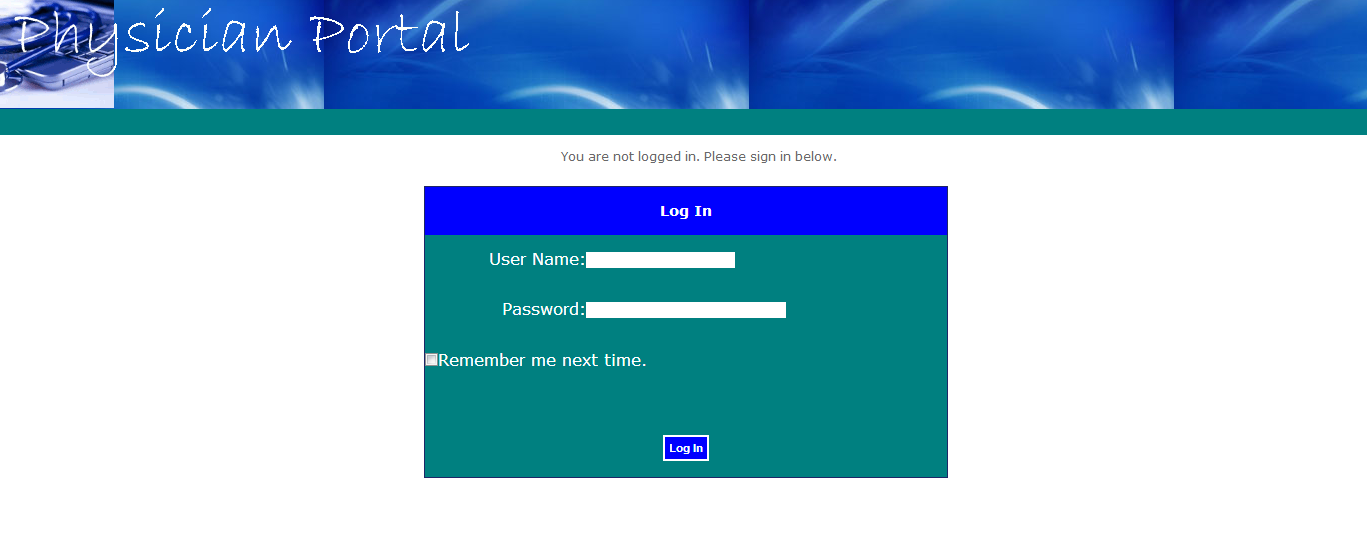 Physician Portal
You are not logged in. Please sign in below.
Log In
User Name:
Password:
Remember me next time.
Log In